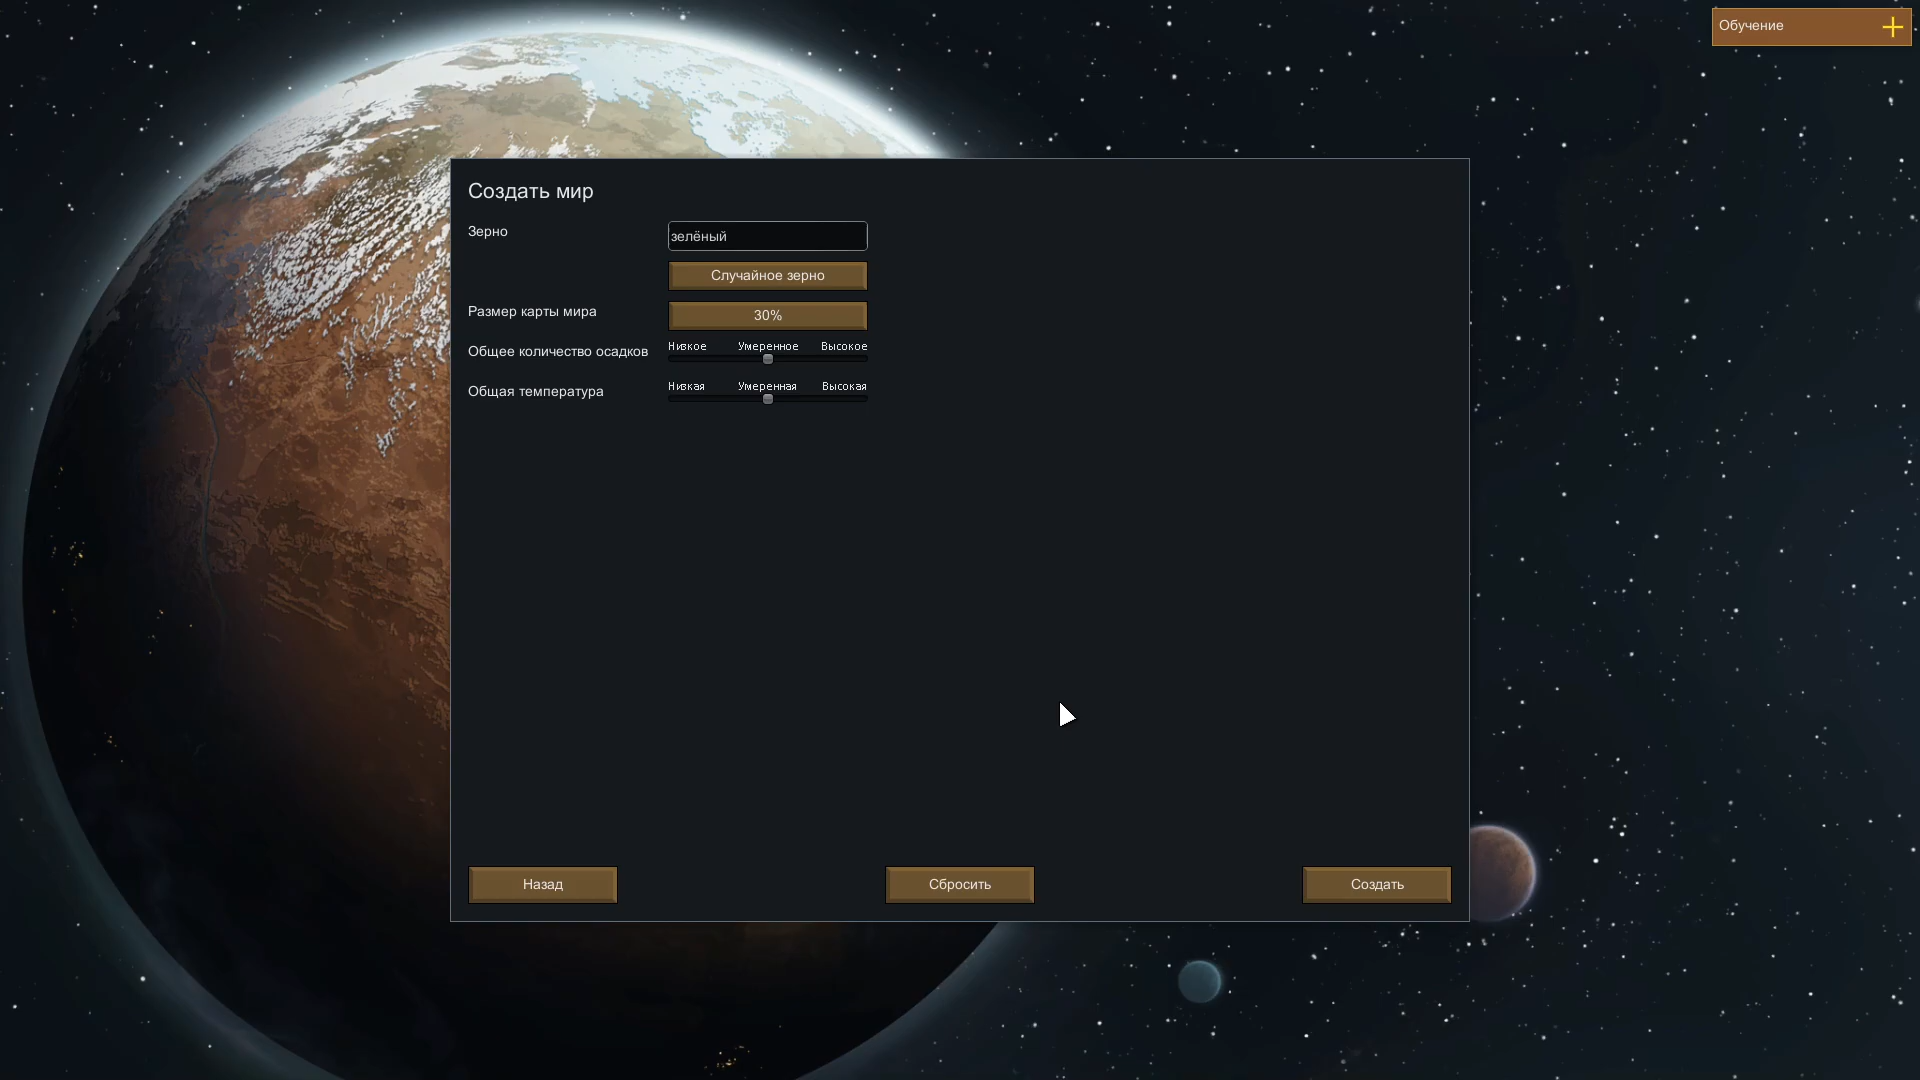 Обучение
Создать мир
Зерно
зелёный
Случайное зерно
Размер карты мира
30%
Общее количество осадков
Низкое Умеренное Высокое
Общая температура
Низкая Умеренная Высокая
Назад
Сбросить
Создать